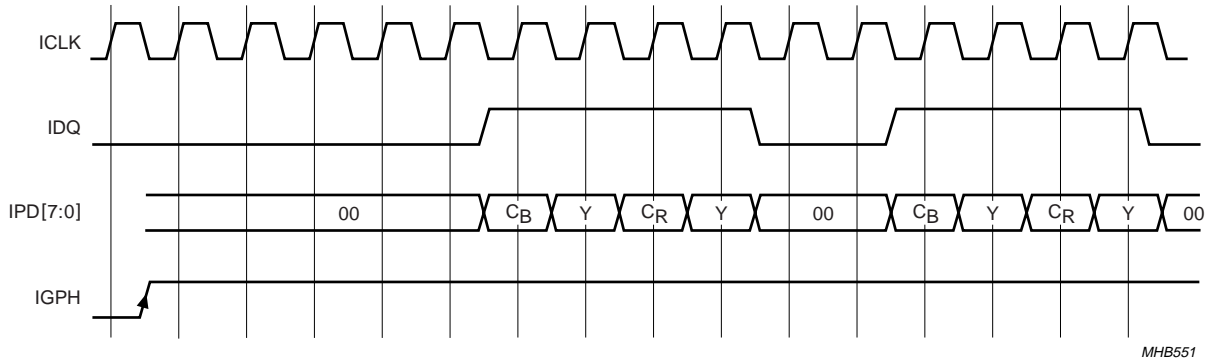 ICLK
IDQ
IPD[7:0] 00 CB Y CR Y 00 CB Y CR Y 00
IGPH
MHB551